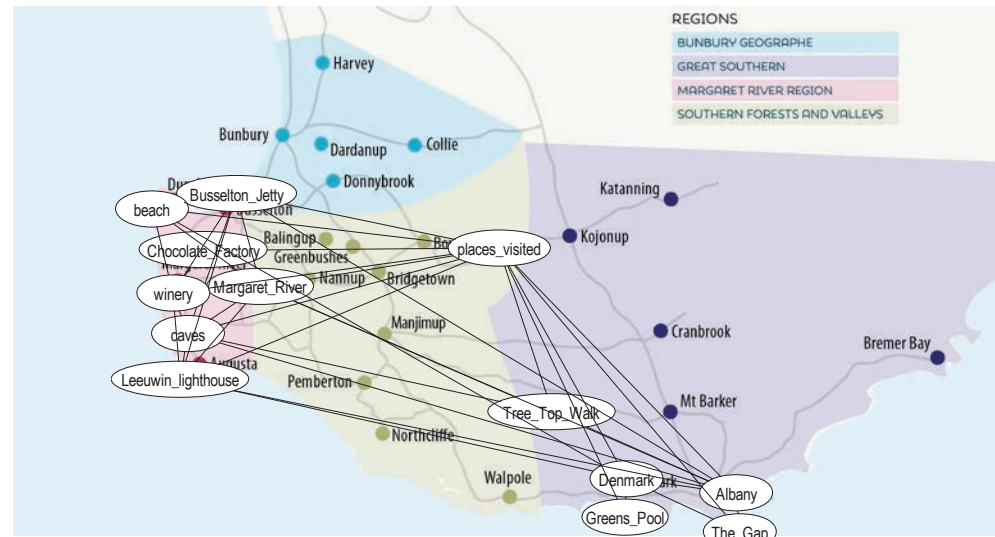 REGIONS
BUNBURY GEOGRAPHE
GREAT SOUTHERN
MARGARET RIVER REGION
SOUTHERN FORESTS AND VALLEYS
Harvey
Bunbury
Dardanup
Collie
Donnybrook
Katanning
Busselton_Jetty
beach
Kojonup
Balingup
Greenbushes
places_visited
Chocolate_Factory
Nannup
Bridgetown
winery
Margaret_River
Manjimup
Cranbrook
caves
Bremer Bay
Augusta
Leeuwin_lighthouse
Pemberton
Tree_Top_Walk
Mt Barker
Northcliffe
Walpole
Denmark
Albany
Greens_Pool
The_Gap